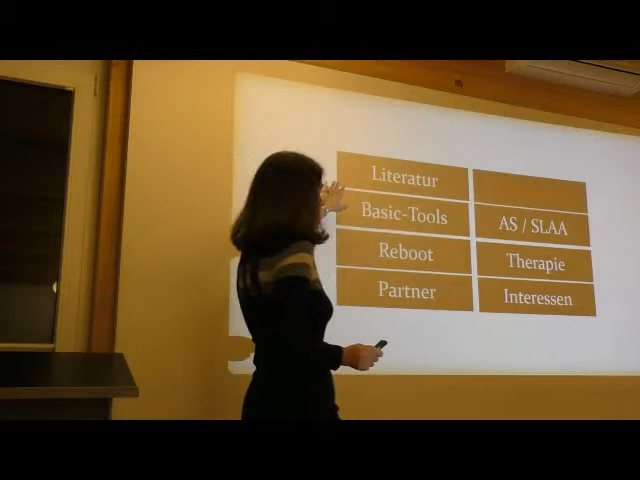 Literatur
Basic-Tools
AS / SLAA
Reboot
Therapie
Partner
Interessen